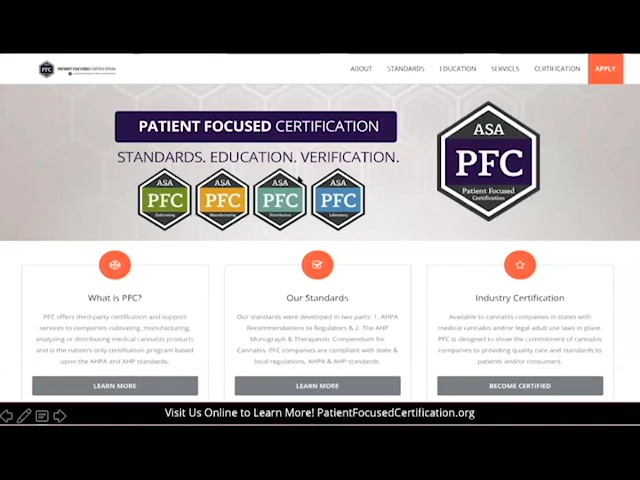 PFC
PATIENT FOCUSED CERTIFICATION
ABOUT
STANDARDS
EDUCATION
SERVICES
CERTIFICATION
APPLY
PATIENT FOCUSED CERTIFICATION
STANDARDS. EDUCATION. VERIFICATION.
ASA
PFC
Cultivating
ASA
PFC
Manufacturing
ASA
PFC
Distribution
ASA
PFC
Laboratory
ASA
PFC
Patient Focused
Certification
What is PFC?
PFC offers third-party certification and support
services to companies cultivating, manufacturing,
analyzing or distributing medical cannabis products
and is the nation's only certification program based
upon the AHPA and AHP standards.
LEARN MORE
Our Standards
Our standards were developed in two parts: 1. AHPA
Recommendations to Regulators & 2. The AHP
Monograph & Therapeutic Compendium for
Cannabis. PFC companies are compliant with state &
local regulations, AHPA & AHP standards.
LEARN MORE
Industry Certification
Available to cannabis companies in states with
medical cannabis and/or legal adult use laws in place.
PFC is designed to show the commitment of cannabis
companies to providing quality care and standards to
patients and/or consumers.
BECOME CERTIFIED
Visit Us Online to Learn More! PatientFocusedCertification.org